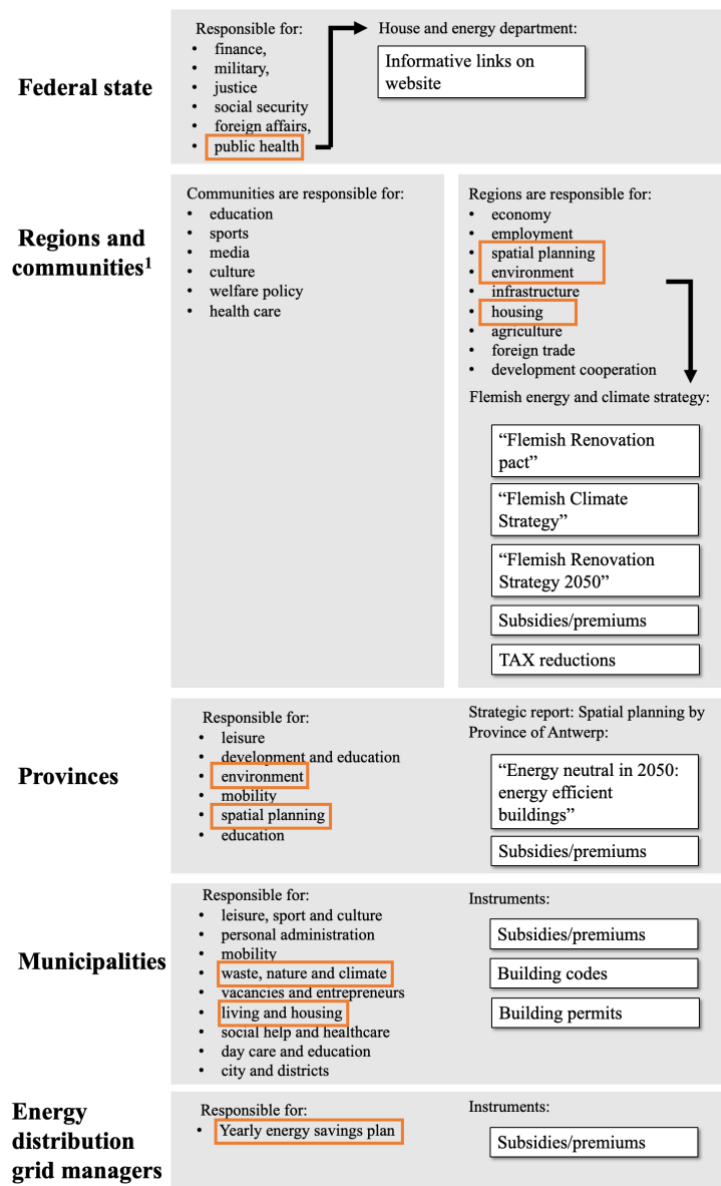 Federal state
Responsible for:
• finance,
• military,
• justice
• social security
• foreign affairs,
• public health
House and energy department:
Informative links on
website
Regions and
communities¹
Communities are responsible for:
• education
• sports
• media
• culture
• welfare policy
• health care
Regions are responsible for:
• economy
• employment
• spatial planning
• environment
• infrastructure
• housing
• agriculture
• foreign trade
• development cooperation
Flemish energy and climate strategy:
“Flemish Renovation
pact”
“Flemish Climate
Strategy”
“Flemish Renovation
Strategy 2050”
Subsidies/premiums
TAX reductions
Provinces
Responsible for:
• leisure
• development and education
• environment
• mobility
• spatial planning
• education
Strategic report: Spatial planning by
Province of Antwerp:
“Energy neutral in 2050:
energy efficient
buildings”
Subsidies/premiums
Municipalities
Responsible for:
• leisure, sport and culture
• personal administration
• mobility
• waste, nature and climate
• vacancies and entrepreneurs
• living and housing
• social help and healthcare
• day care and education
• city and districts
Instruments:
Subsidies/premiums
Building codes
Building permits
Energy
distribution
grid managers
Responsible for:
• Yearly energy savings plan
Instruments:
Subsidies/premiums